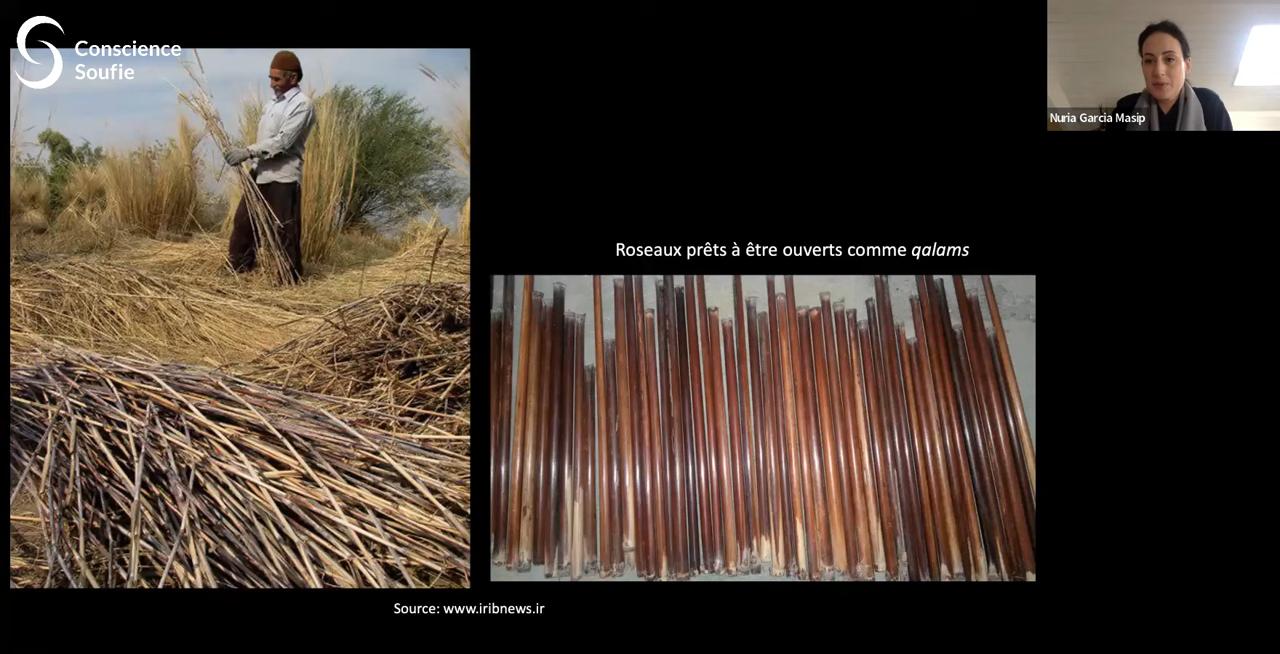 Conscience
Soufie
Nuria Garcia Masip
Roseaux prêts à être ouverts comme qalams
Source: www.iribnews.ir